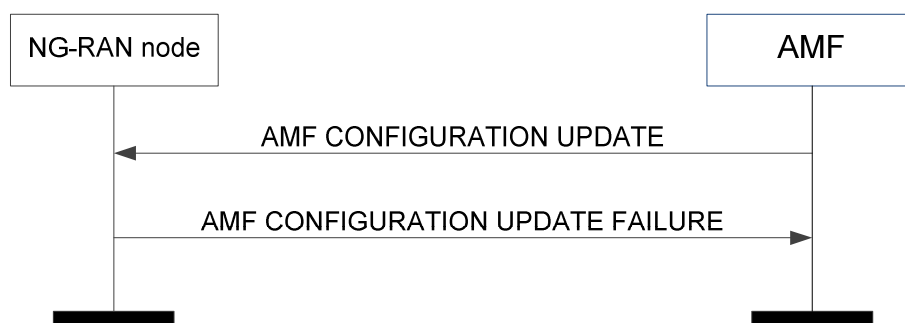 NG-RAN node
AMF
AMF CONFIGURATION UPDATE
AMF CONFIGURATION UPDATE FAILURE